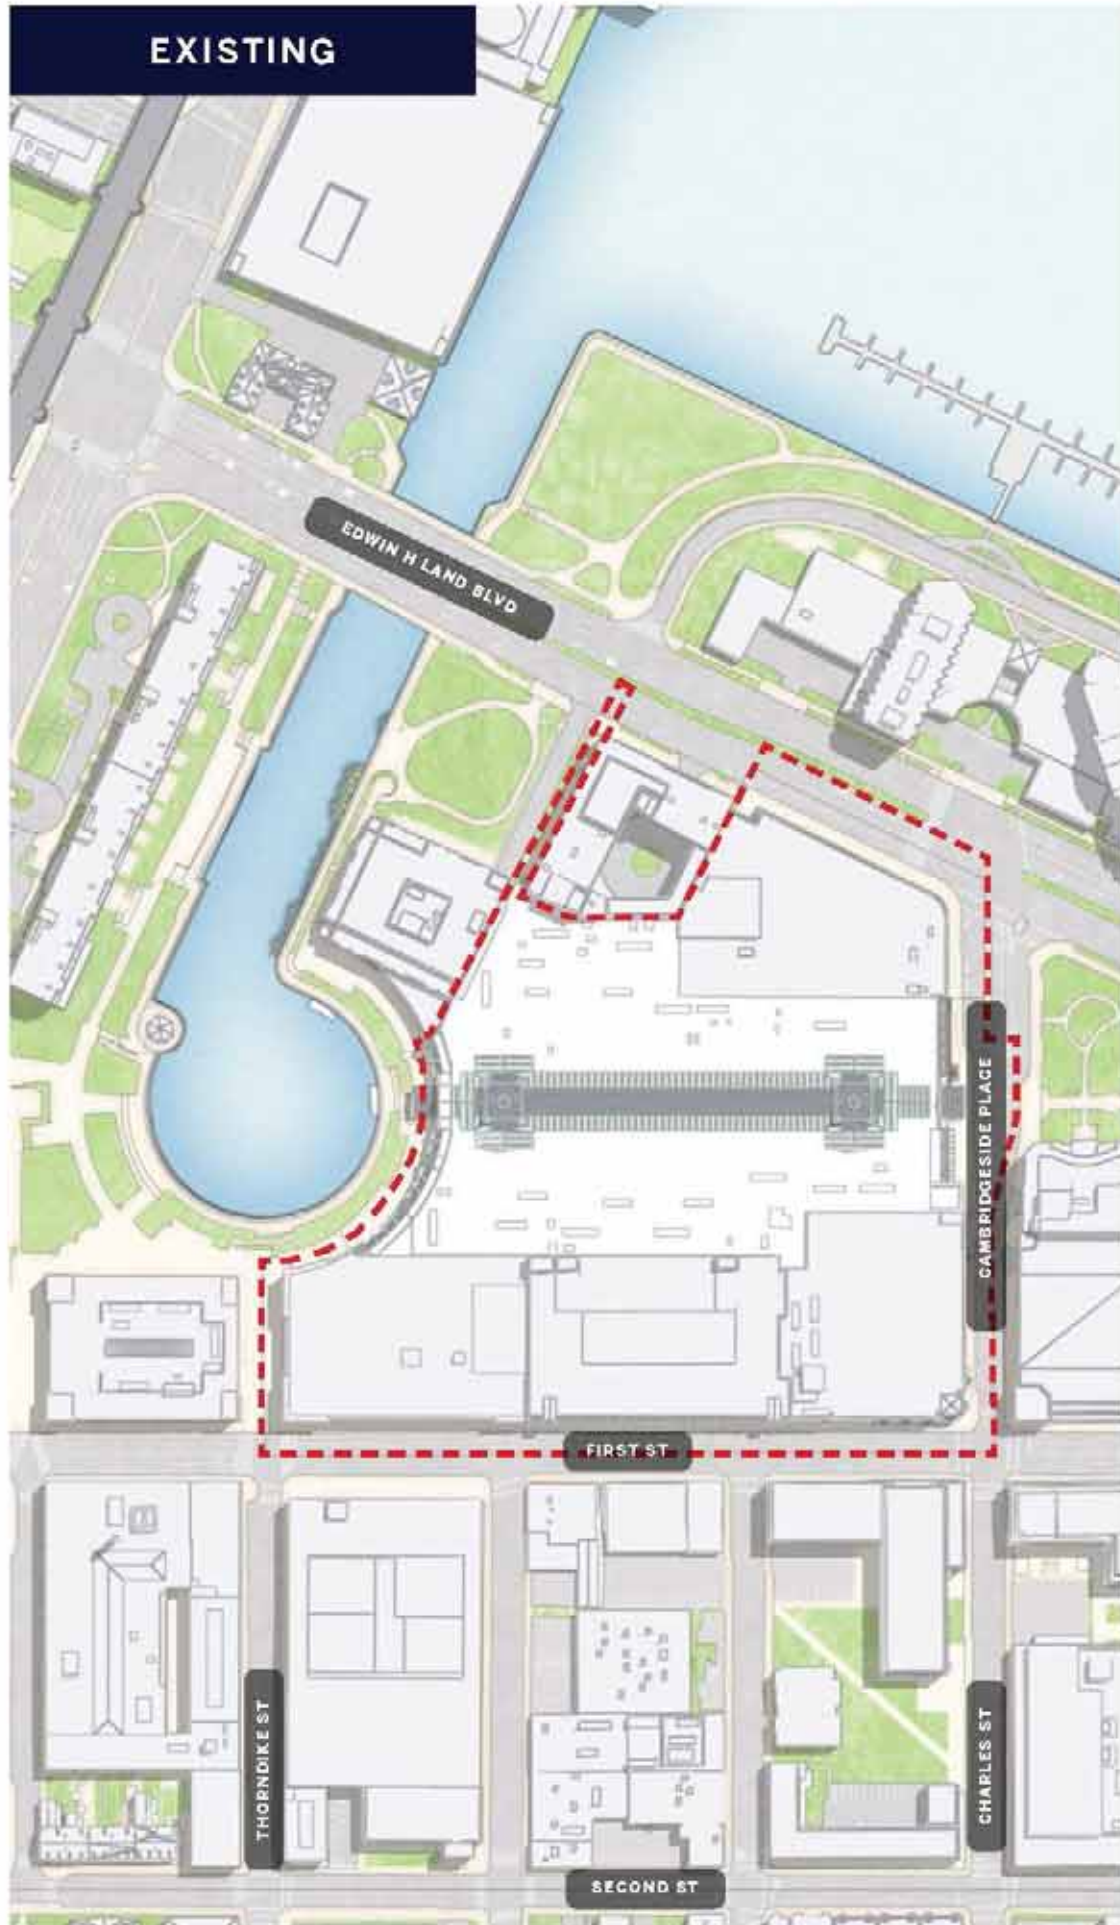 EXISTING
EDWIN H LAND BLVD
CAMBRIDGESIDE PLACE
FIRST ST
THORNDIKE ST
CHARLES ST
SECOND ST